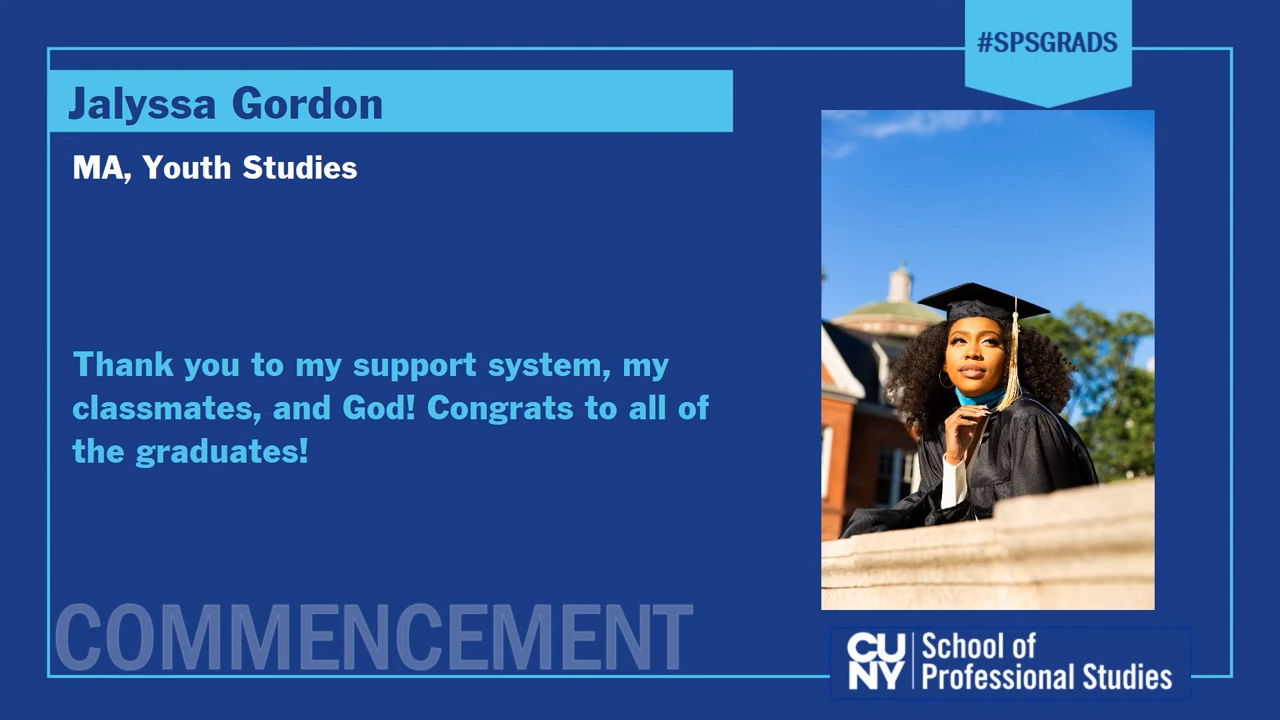 #SPSGRADS
Jalyssa Gordon
MA, Youth Studies
Thank you to my support system, my
classmates, and God! Congrats to all of
the graduates!
COMMENCEMENT
CU
NY
School of
Professional Studies